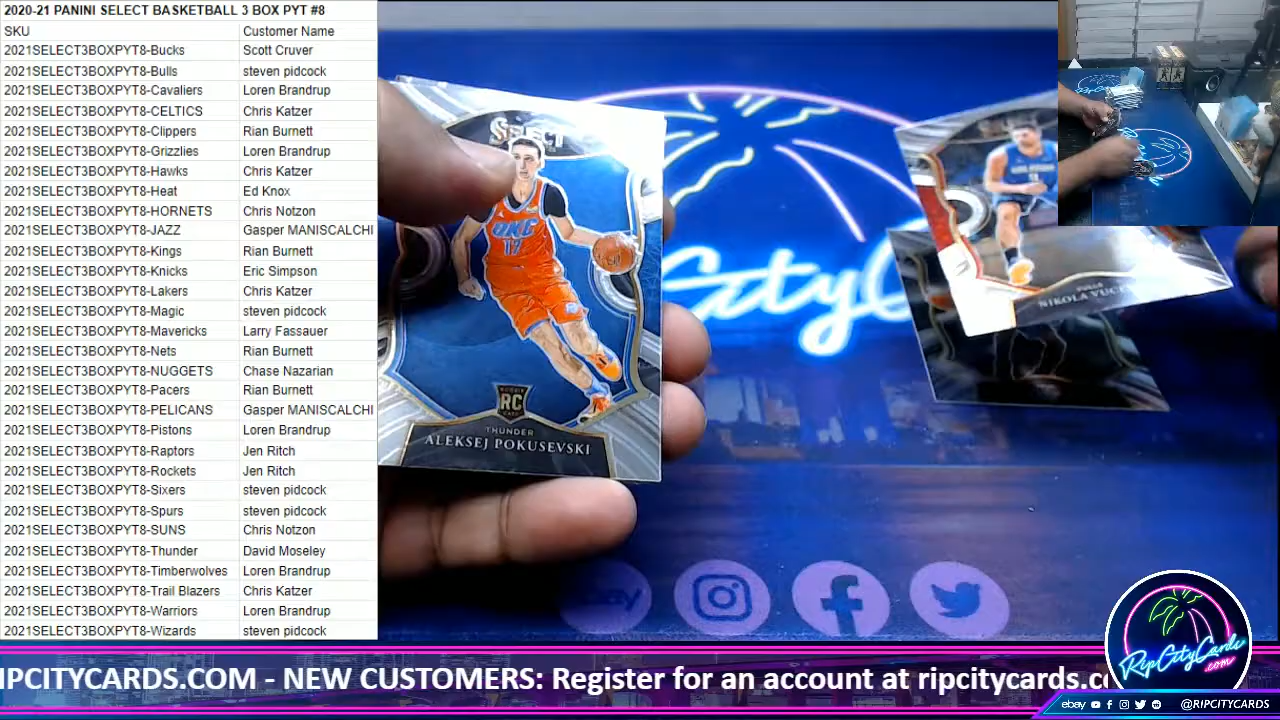 2020-21 PANINI SELECT BASKETBALL 3 BOX PYT #8
SKU Customer Name
2021SELECT3BOXPYT8-Bucks Scott Cruver
2021SELECT3BOXPYT8-Bulls steven pidcock
2021SELECT3BOXPYT8-Cavaliers Loren Brandrup
2021SELECT3BOXPYT8-CELTICS Chris Katzer
2021SELECT3BOXPYT8-Clippers Rian Burnett
2021SELECT3BOXPYT8-Grizzlies Loren Brandrup
2021SELECT3BOXPYT8-Hawks Chris Katzer
2021SELECT3BOXPYT8-Heat Ed Knox
2021SELECT3BOXPYT8-HORNETS Chris Notzon
2021SELECT3BOXPYT8-JAZZ Gasper MANISCALCHI
2021SELECT3BOXPYT8-Kings Rian Burnett
2021SELECT3BOXPYT8-Knicks Eric Simpson
2021SELECT3BOXPYT8-Lakers Chris Katzer
2021SELECT3BOXPYT8-Magic steven pidcock
2021SELECT3BOXPYT8-Mavericks Larry Fassauer
2021SELECT3BOXPYT8-Nets Rian Burnett
2021SELECT3BOXPYT8-NUGGETS Chase Nazarian
2021SELECT3BOXPYT8-Pacers Rian Burnett
2021SELECT3BOXPYT8-PELICANS Gasper MANISCALCHI
2021SELECT3BOXPYT8-Pistons Loren Brandrup
2021SELECT3BOXPYT8-Raptors Jen Ritch
2021SELECT3BOXPYT8-Rockets Jen Ritch
2021SELECT3BOXPYT8-Sixers steven pidcock
2021SELECT3BOXPYT8-Spurs steven pidcock
2021SELECT3BOXPYT8-SUNS Chris Notzon
2021SELECT3BOXPYT8-Thunder David Moseley
2021SELECT3BOXPYT8-Timberwolves Loren Brandrup
2021SELECT3BOXPYT8-Trail Blazers Chris Katzer
2021SELECT3BOXPYT8-Warriors Loren Brandrup
2021SELECT3BOXPYT8-Wizards steven pidcock
SELECT
OKC
17
RC
THUNDER
ALEKSEJ POKUSEVSKI
NIKOLA
City
ebay
IPCITYCARDS.COM - NEW CUSTOMERS: Register for an account at ripcitycards.c
RipCityCards
.com
ebay @RIPCITYCARDS